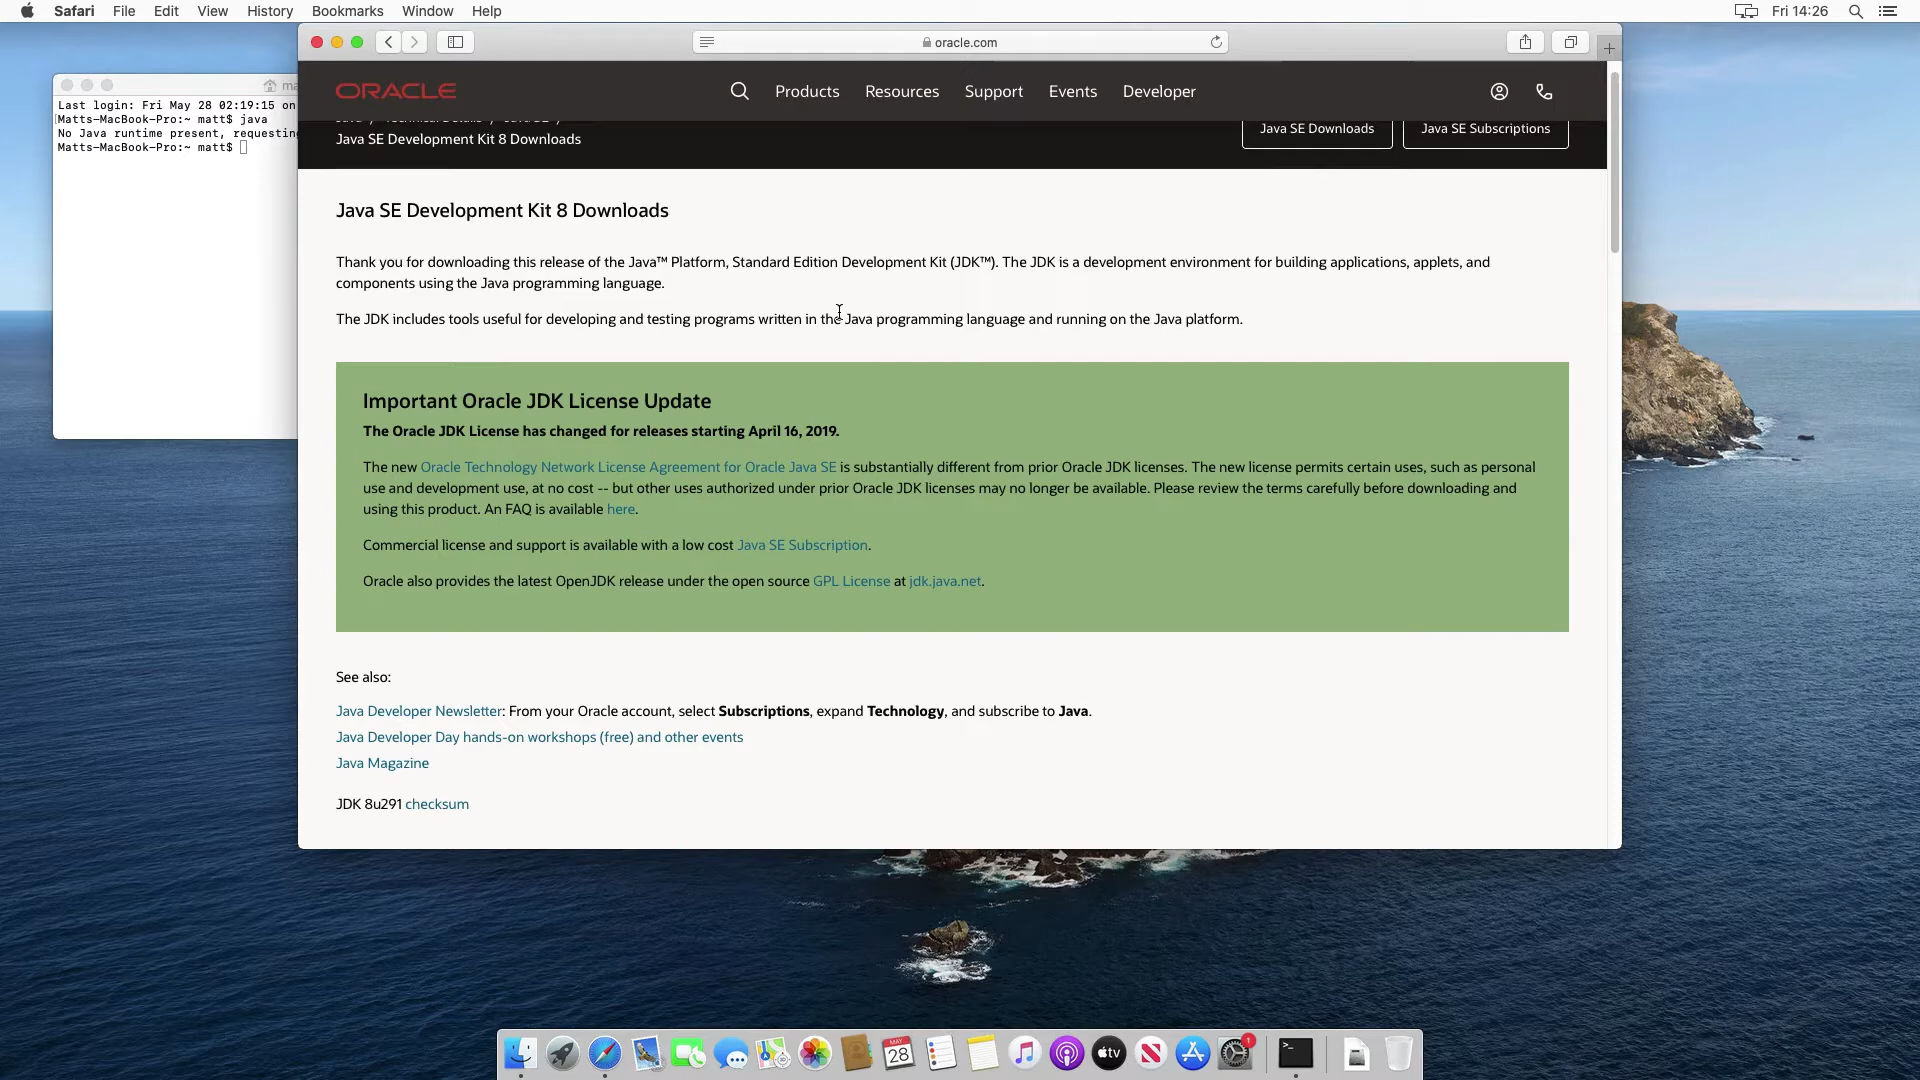 Safari File Edit View History Bookmarks Window Help Fri 14:26
oracle.com
Last login: Fri May 28 02:19:15 on
Matts-MacBook-Pro:~ matt$ java
No Java runtime present, requesting
Matts-MacBook-Pro:~ matt$
ORACLE Products Resources Support Events Developer
Java SE Development Kit 8 Downloads
Java SE Downloads Java SE Subscriptions
Java SE Development Kit 8 Downloads
Thank you for downloading this release of the Java™ Platform, Standard Edition Development Kit (JDK™). The JDK is a development environment for building applications, applets, and
components using the Java programming language.
The JDK includes tools useful for developing and testing programs written in the Java programming language and running on the Java platform.
Important Oracle JDK License Update
The Oracle JDK License has changed for releases starting April 16, 2019.
The new Oracle Technology Network License Agreement for Oracle Java SE is substantially different from prior Oracle JDK licenses. The new license permits certain uses, such as personal
use and development use, at no cost -- but other uses authorized under prior Oracle JDK licenses may no longer be available. Please review the terms carefully before downloading and
using this product. An FAQ is available here.
Commercial license and support is available with a low cost Java SE Subscription.
Oracle also provides the latest OpenJDK release under the open source GPL License at jdk.java.net.
See also:
Java Developer Newsletter: From your Oracle account, select Subscriptions, expand Technology, and subscribe to Java.
Java Developer Day hands-on workshops (free) and other events
Java Magazine
JDK 8u291 checksum
MAY
28
tv
1